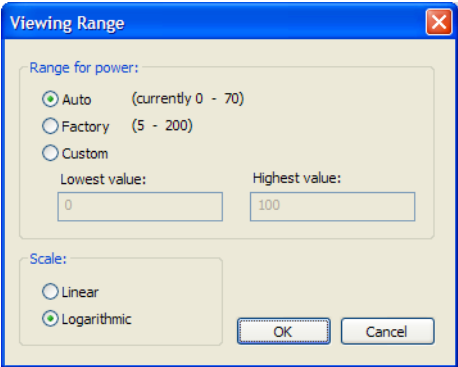 Viewing Range
Range for power:
Auto (currently 0 - 70)
Factory (5 - 200)
Custom
Lowest value: Highest value:
0 100
Scale:
Linear
Logarithmic
OK Cancel